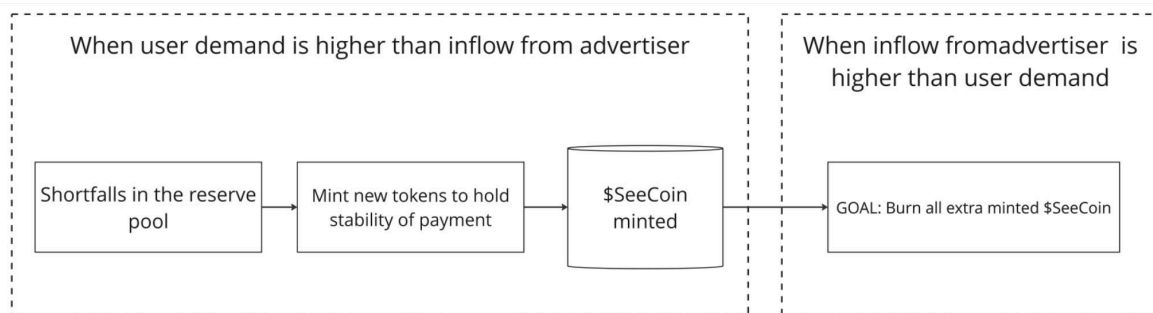 When user demand is higher than inflow from advertiser
When inflow fromadvertiser is
higher than user demand
Shortfalls in the reserve
pool
Mint new tokens to hold
stability of payment
$SeeCoin
minted
GOAL: Burn all extra minted $SeeCoin